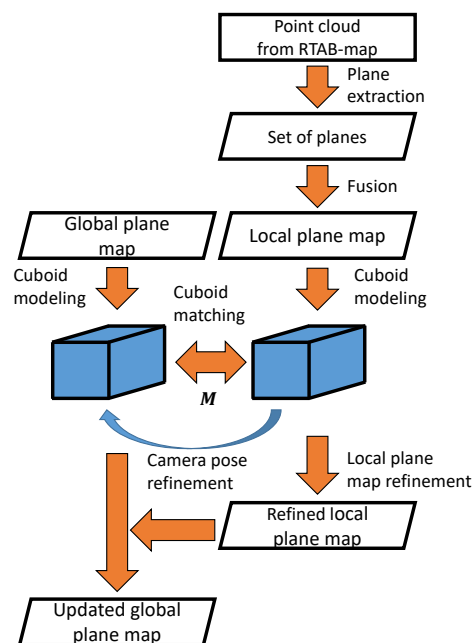 Point cloud
from RTAB-map
Plane
extraction
Set of planes
Fusion
Global plane
map
Local plane map
Cuboid
modeling
Cuboid
matching
Cuboid
modeling
M
Camera pose
refinement
Local plane
map refinement
Refined local
plane map
Updated global
plane map